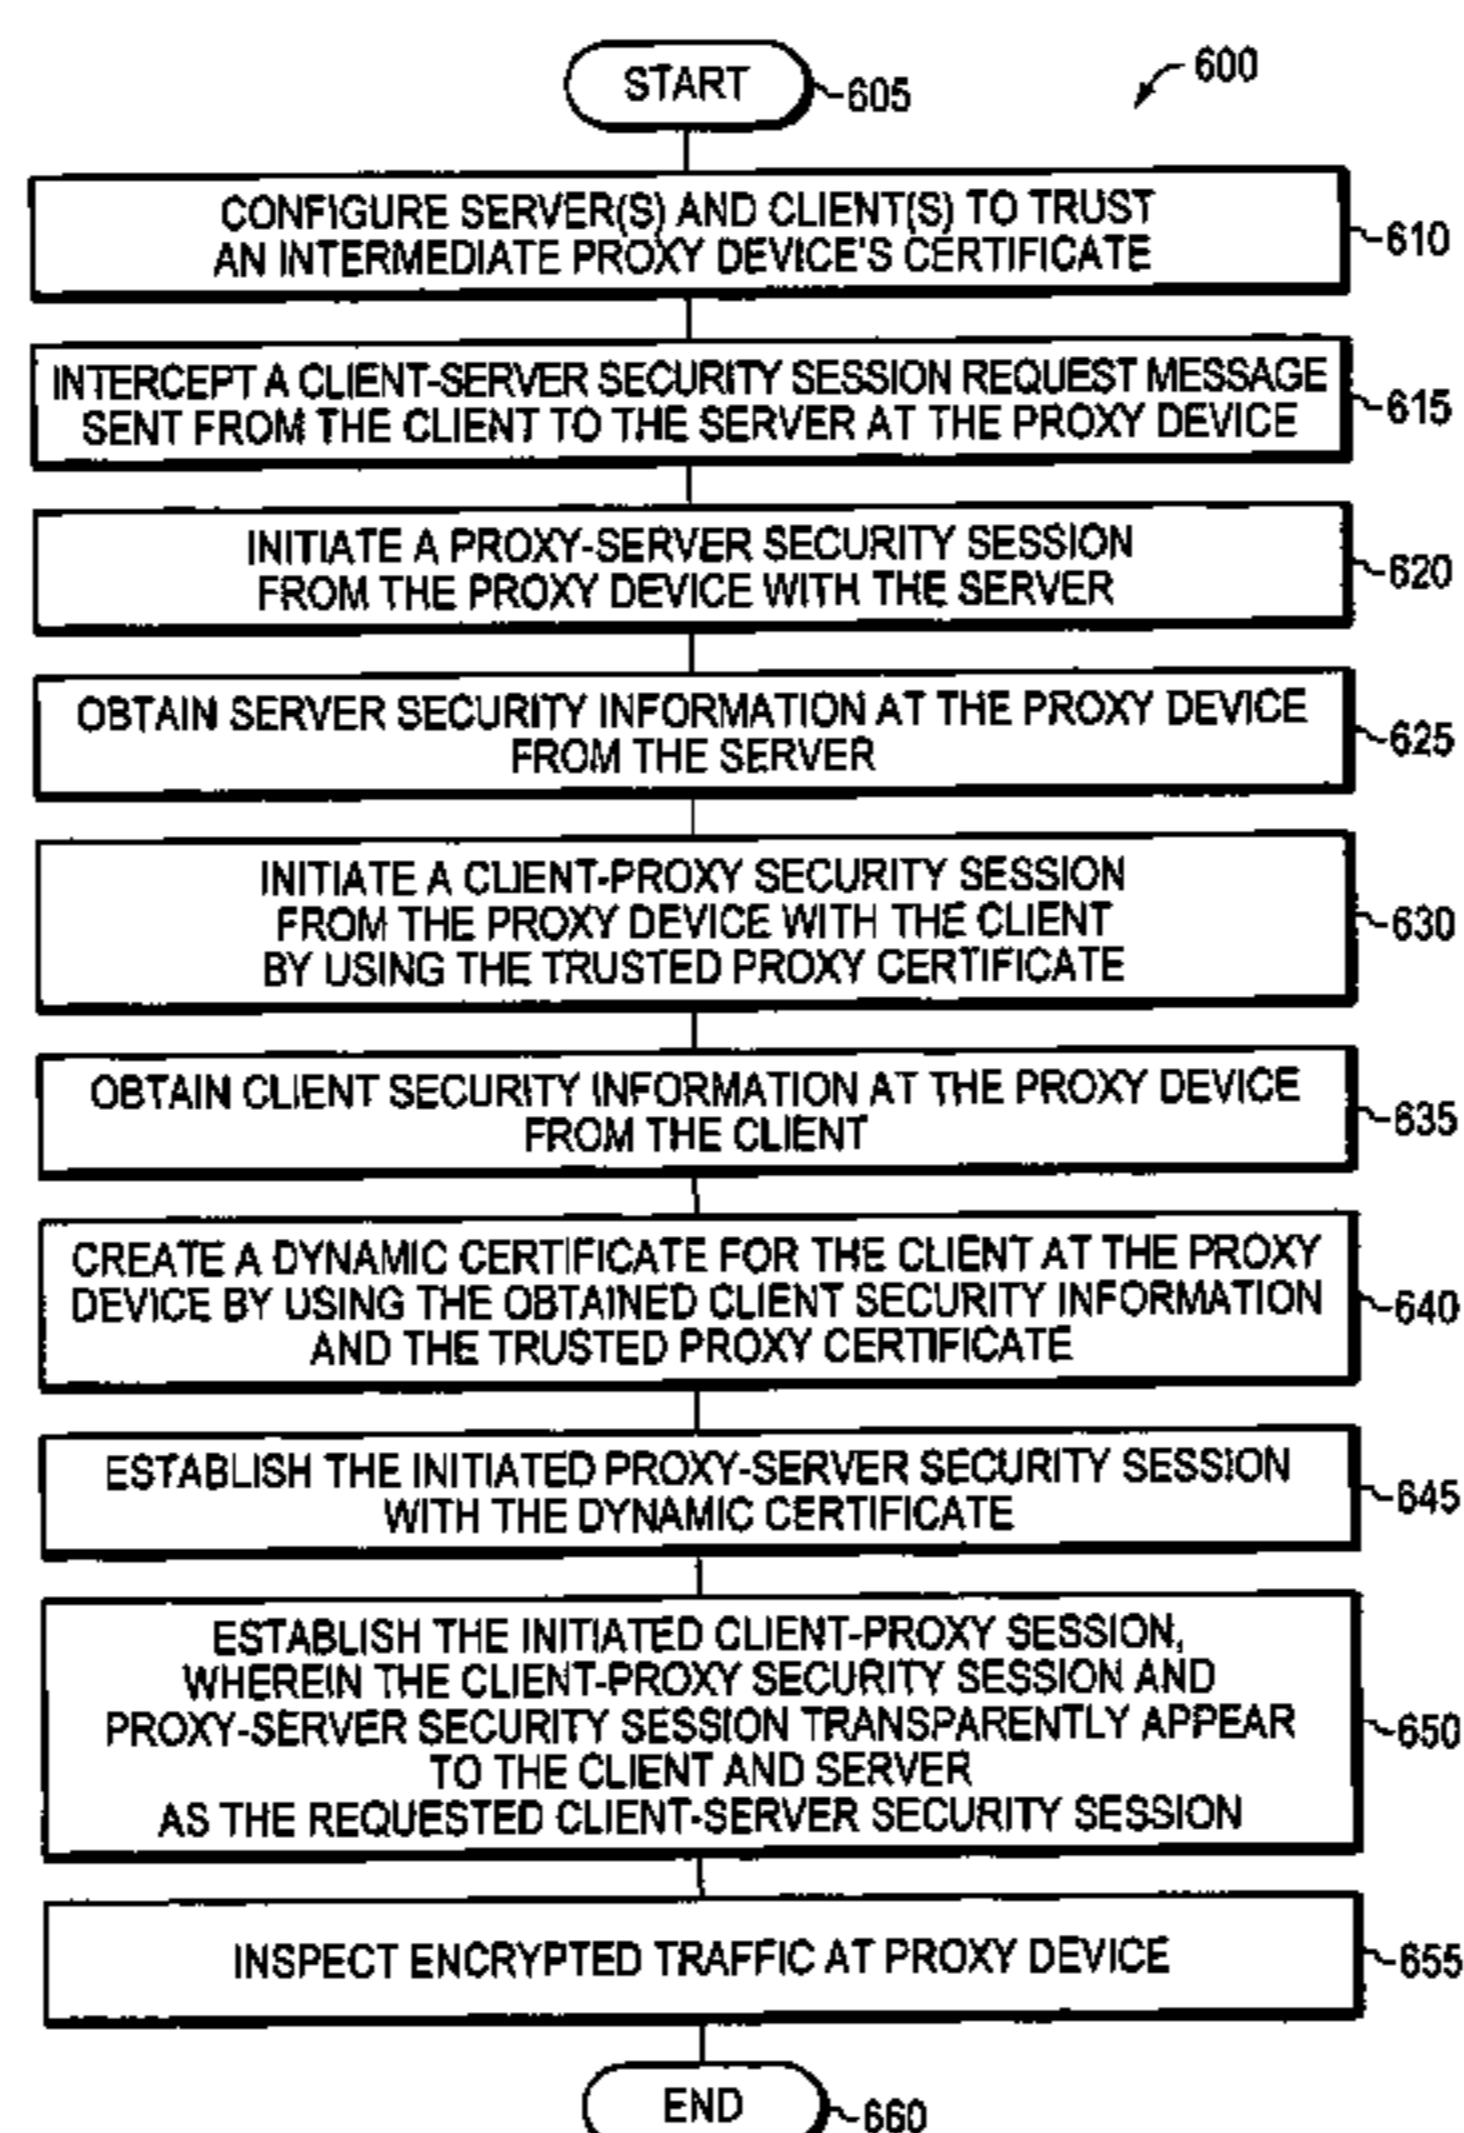 600
START
605
CONFIGURE SERVER(S) AND CLIENT(S) TO TRUST
AN INTERMEDIATE PROXY DEVICE'S CERTIFICATE
610
INTERCEPT A CLIENT-SERVER SECURITY SESSION REQUEST MESSAGE
SENT FROM THE CLIENT TO THE SERVER AT THE PROXY DEVICE
615
INITIATE A PROXY-SERVER SECURITY SESSION
FROM THE PROXY DEVICE WITH THE SERVER
620
OBTAIN SERVER SECURITY INFORMATION AT THE PROXY DEVICE
FROM THE SERVER
625
INITIATE A CLIENT-PROXY SECURITY SESSION
FROM THE PROXY DEVICE WITH THE CLIENT
BY USING THE TRUSTED PROXY CERTIFICATE
630
OBTAIN CLIENT SECURITY INFORMATION AT THE PROXY DEVICE
FROM THE CLIENT
635
CREATE A DYNAMIC CERTIFICATE FOR THE CLIENT AT THE PROXY
DEVICE BY USING THE OBTAINED CLIENT SECURITY INFORMATION
AND THE TRUSTED PROXY CERTIFICATE
640
ESTABLISH THE INITIATED PROXY-SERVER SECURITY SESSION
WITH THE DYNAMIC CERTIFICATE
645
ESTABLISH THE INITIATED CLIENT-PROXY SESSION,
WHEREIN THE CLIENT-PROXY SECURITY SESSION AND
PROXY-SERVER SECURITY SESSION TRANSPARENTLY APPEAR
TO THE CLIENT AND SERVER
AS THE REQUESTED CLIENT-SERVER SECURITY SESSION
650
INSPECT ENCRYPTED TRAFFIC AT PROXY DEVICE
655
END
660